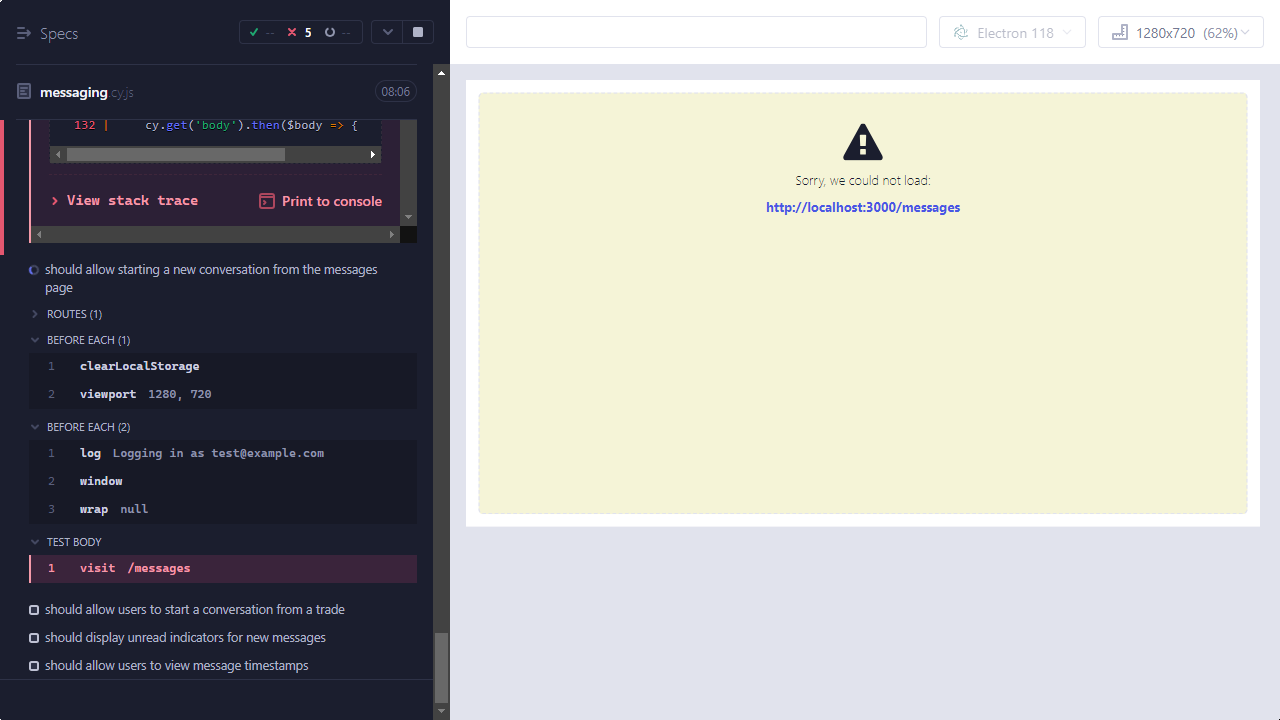 Specs
--
5
--
messaging.cy.js
08:06
132 | cy.get('body').then($body => {
View stack trace
Print to console
should allow starting a new conversation from the messages
page
ROUTES (1)
BEFORE EACH (1)
1 clearLocalStorage
2 viewport 1280, 720
BEFORE EACH (2)
1 log Logging in as test@example.com
2 window
3 wrap null
TEST BODY
1 visit /messages
should allow users to start a conversation from a trade
should display unread indicators for new messages
should allow users to view message timestamps
Electron 118
1280x720 (62%)
Sorry, we could not load:
http://localhost:3000/messages